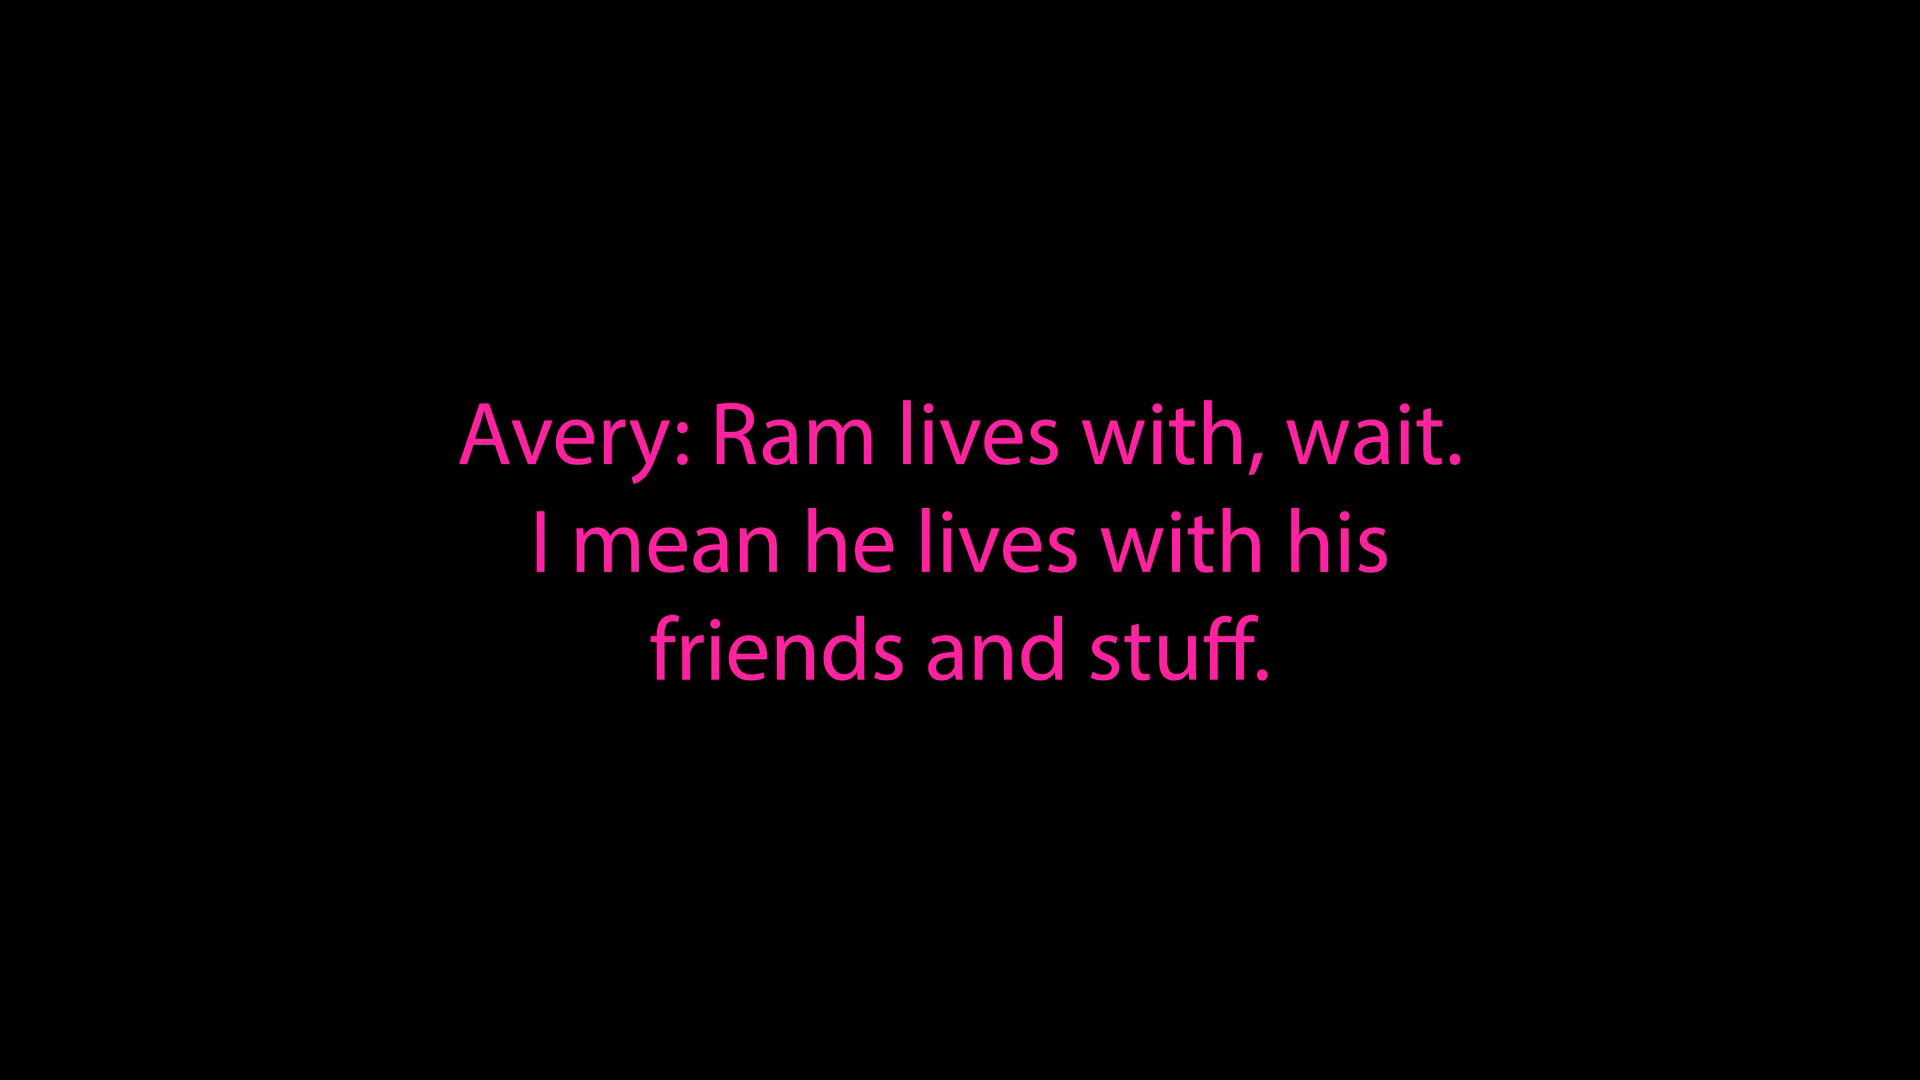 Avery: Ram lives with, wait.
I mean he lives with his
friends and stuff.